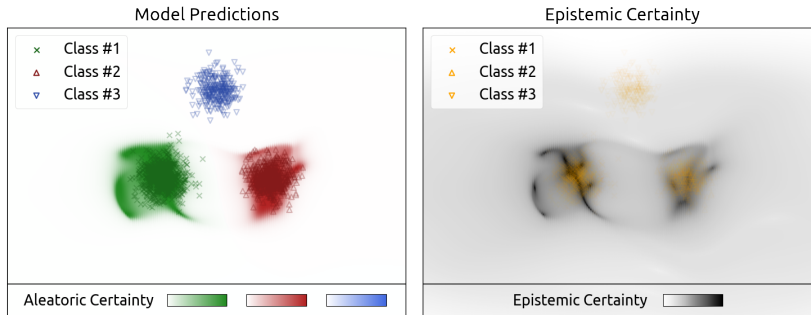 Model Predictions
Class #1
Class #2
Class #3
Aleatoric Certainty
Epistemic Certainty
Class #1
Class #2
Class #3
Epistemic Certainty